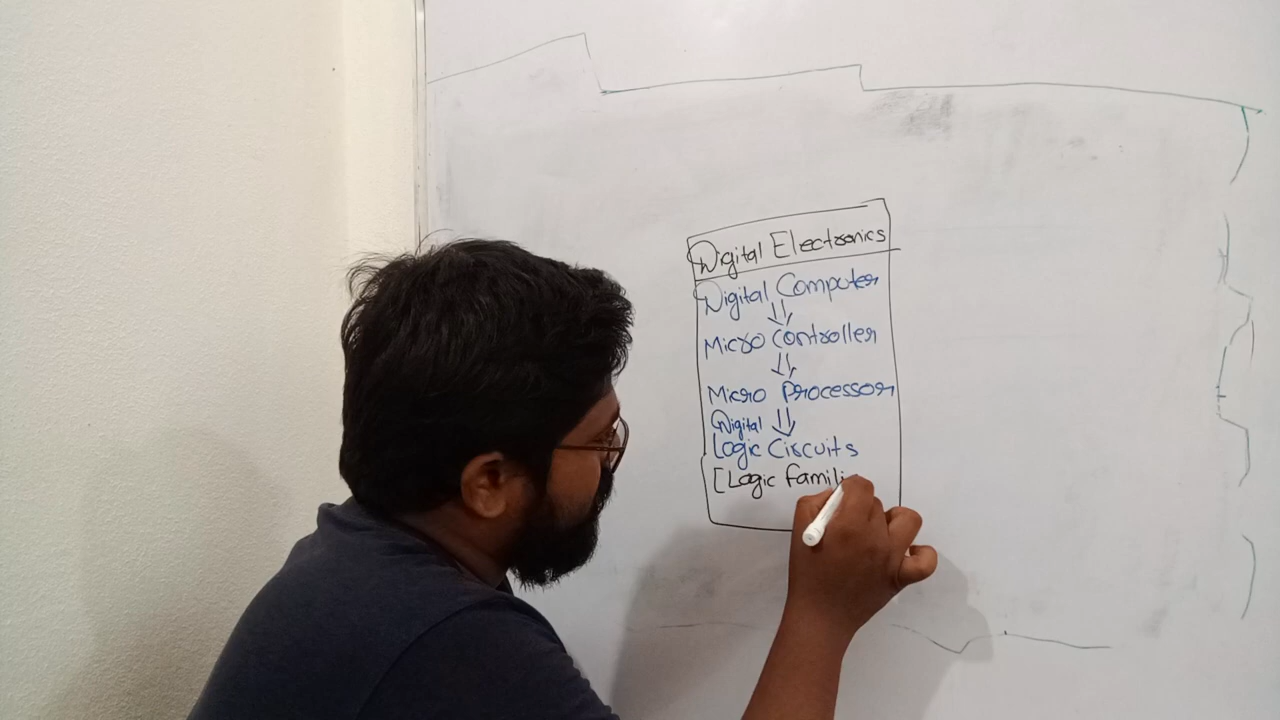 Digital Electronics
Digital Computer
Micro Controller
Micro Processor
Digital
Logic Circuits
[Logic famili